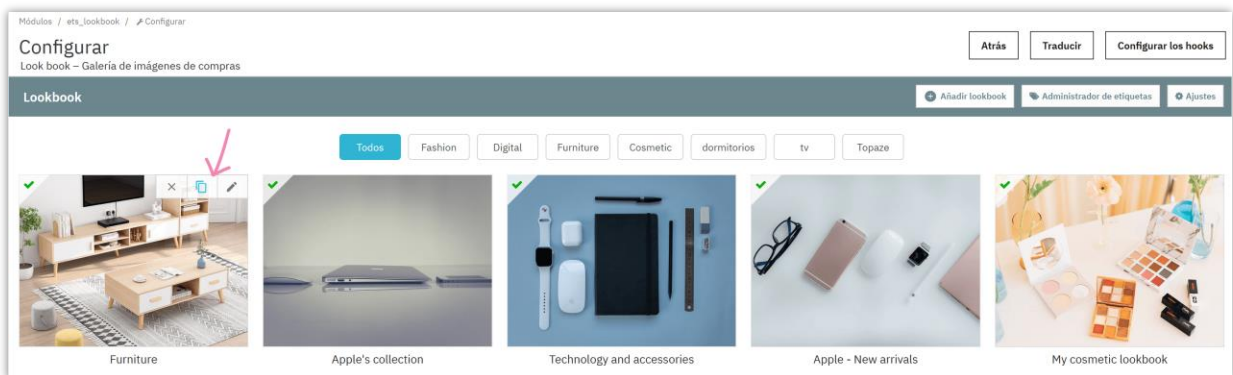 Módulos / ets_lookbook / Configurar
Configurar
Look book – Galería de imágenes de compras
Atrás
Traducir
Configurar los hooks
Lookbook
Añadir lookbook
Administrador de etiquetas
Ajustes
Todos
Fashion
Digital
Furniture
Cosmetic
dormitorios
tv
Topaze
Furniture
Apple's collection
Technology and accessories
Apple - New arrivals
My cosmetic lookbook